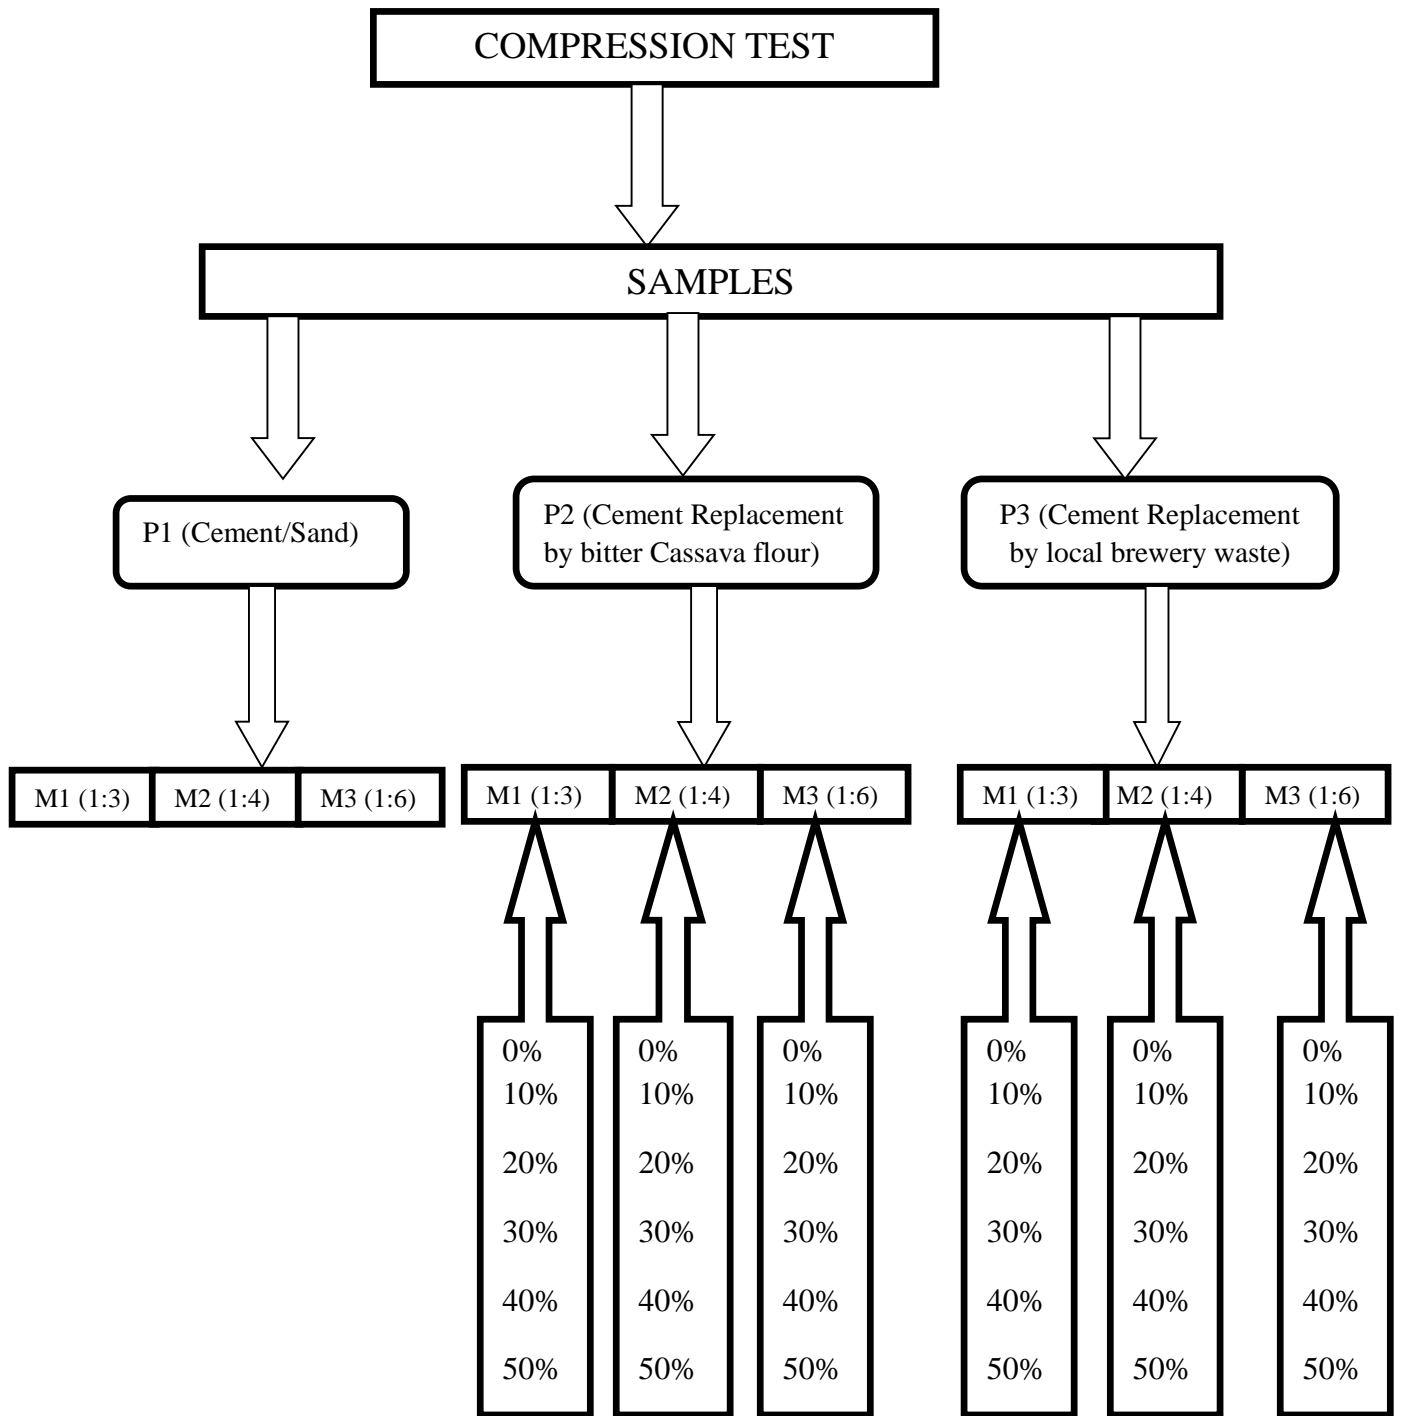 COMPRESSION TEST
SAMPLES
P1 (Cement/Sand)
P2 (Cement Replacement
by bitter Cassava flour)
P3 (Cement Replacement
by local brewery waste)
M1 (1:3)
M2 (1:4)
M3 (1:6)
M1 (1:3)
M2 (1:4)
M3 (1:6)
M1 (1:3)
M2 (1:4)
M3 (1:6)
0%
10%
20%
30%
40%
50%
0%
10%
20%
30%
40%
50%
0%
10%
20%
30%
40%
50%
0%
10%
20%
30%
40%
50%
0%
10%
20%
30%
40%
50%
0%
10%
20%
30%
40%
50%